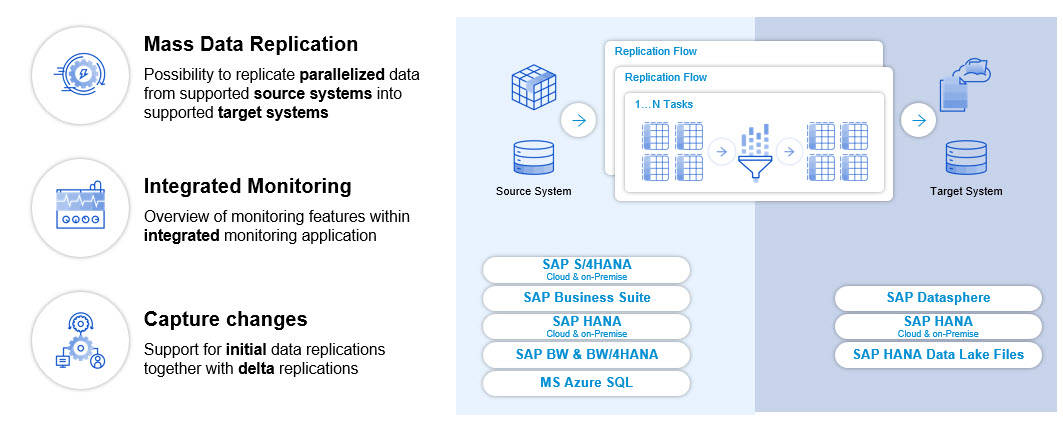 Mass Data Replication
Possibility to replicate parallelized data
from supported source systems into
supported target systems
Integrated Monitoring
Overview of monitoring features within
integrated monitoring application
Capture changes
Support for initial data replications
together with delta replications
Replication Flow
Replication Flow
1...N Tasks
Source System
Target System
SAP S/4HANA
Cloud & on-Premise
SAP Business Suite
SAP HANA
Cloud & on-Premise
SAP BW & BW/4HANA
MS Azure SQL
SAP Datasphere
SAP HANA
Cloud & on-Premise
SAP HANA Data Lake Files